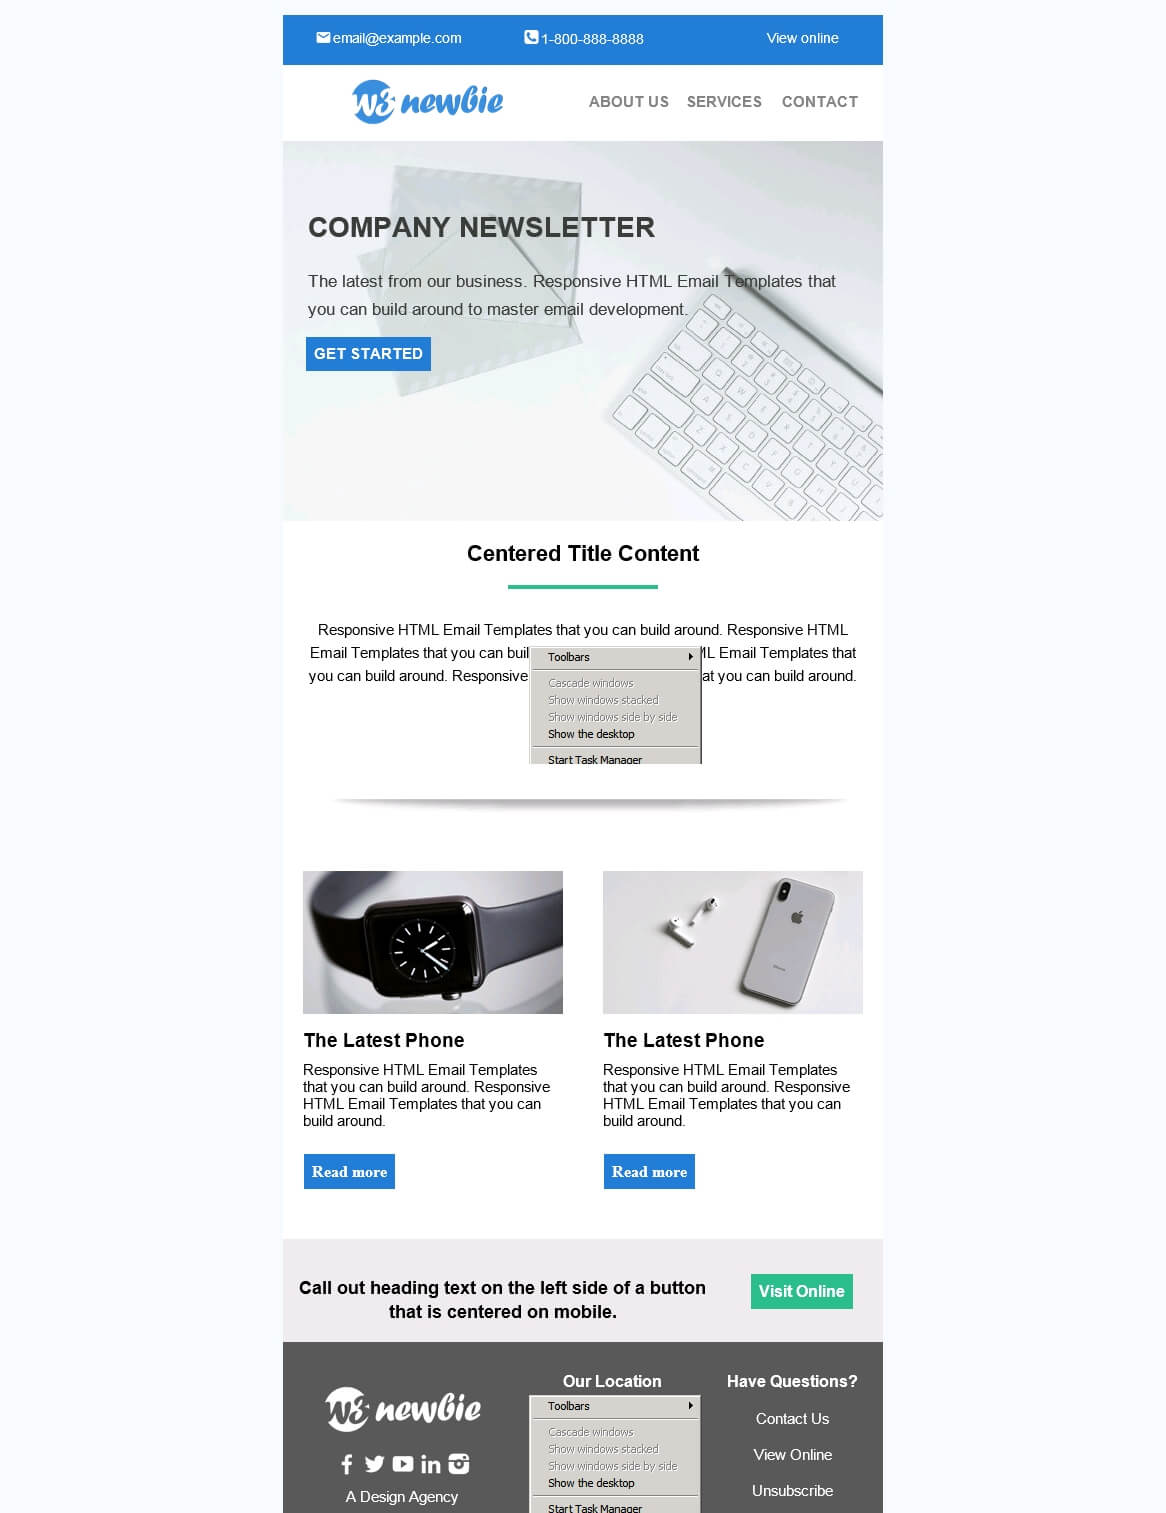 email@example.com 1-800-888-8888 View online
W3 newbie ABOUT US SERVICES CONTACT
COMPANY NEWSLETTER
The latest from our business. Responsive HTML Email Templates that
you can build around to master email development.
GET STARTED
Centered Title Content
Responsive HTML Email Templates that you can build around. Responsive HTML
Email Templates that you can ML Email Templates that
you can build around. Responsive you can build around.
Toolbars
Cascade windows
Show windows stacked
Show windows side by side
Show the desktop
Start Task Manager
The Latest Phone
Responsive HTML Email Templates
that you can build around. Responsive
HTML Email Templates that you can
build around.
Read more
The Latest Phone
Responsive HTML Email Templates
that you can build around. Responsive
HTML Email Templates that you can
build around.
Read more
Call out heading text on the left side of a button
that is centered on mobile.
Visit Online
W3 newbie
A Design Agency
Our Location
Toolbars
Cascade windows
Show windows stacked
Show windows side by side
Show the desktop
Start Task Manager
Have Questions?
Contact Us
View Online
Unsubscribe